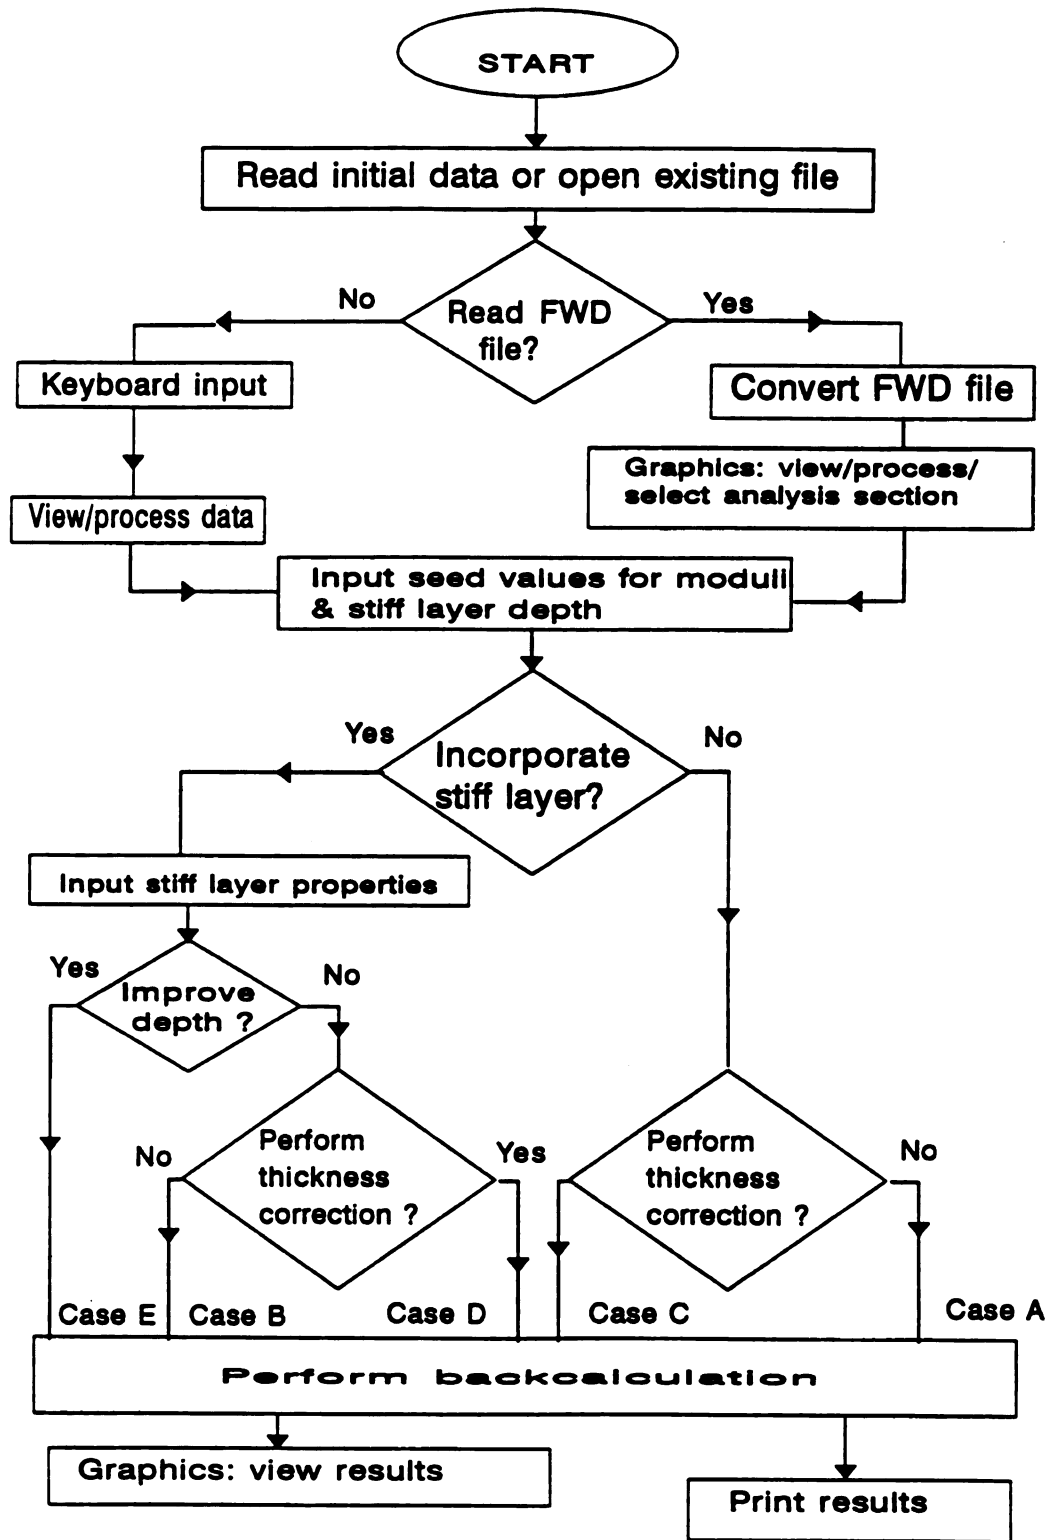 START
Read initial data or open existing file
No
Yes
Read FWD
file?
Keyboard input
Convert FWD file
Graphics: view/process/
select analysis section
View/process data
Input seed values for moduli
& stiff layer depth
Yes
No
Incorporate
stiff layer?
Input stiff layer properties
Yes
No
Improve
depth ?
No
Perform
thickness
correction ?
Yes
Perform
thickness
correction ?
No
Case E
Case B
Case D
Case C
Case A
Perform backcalculation
Graphics: view results
Print results